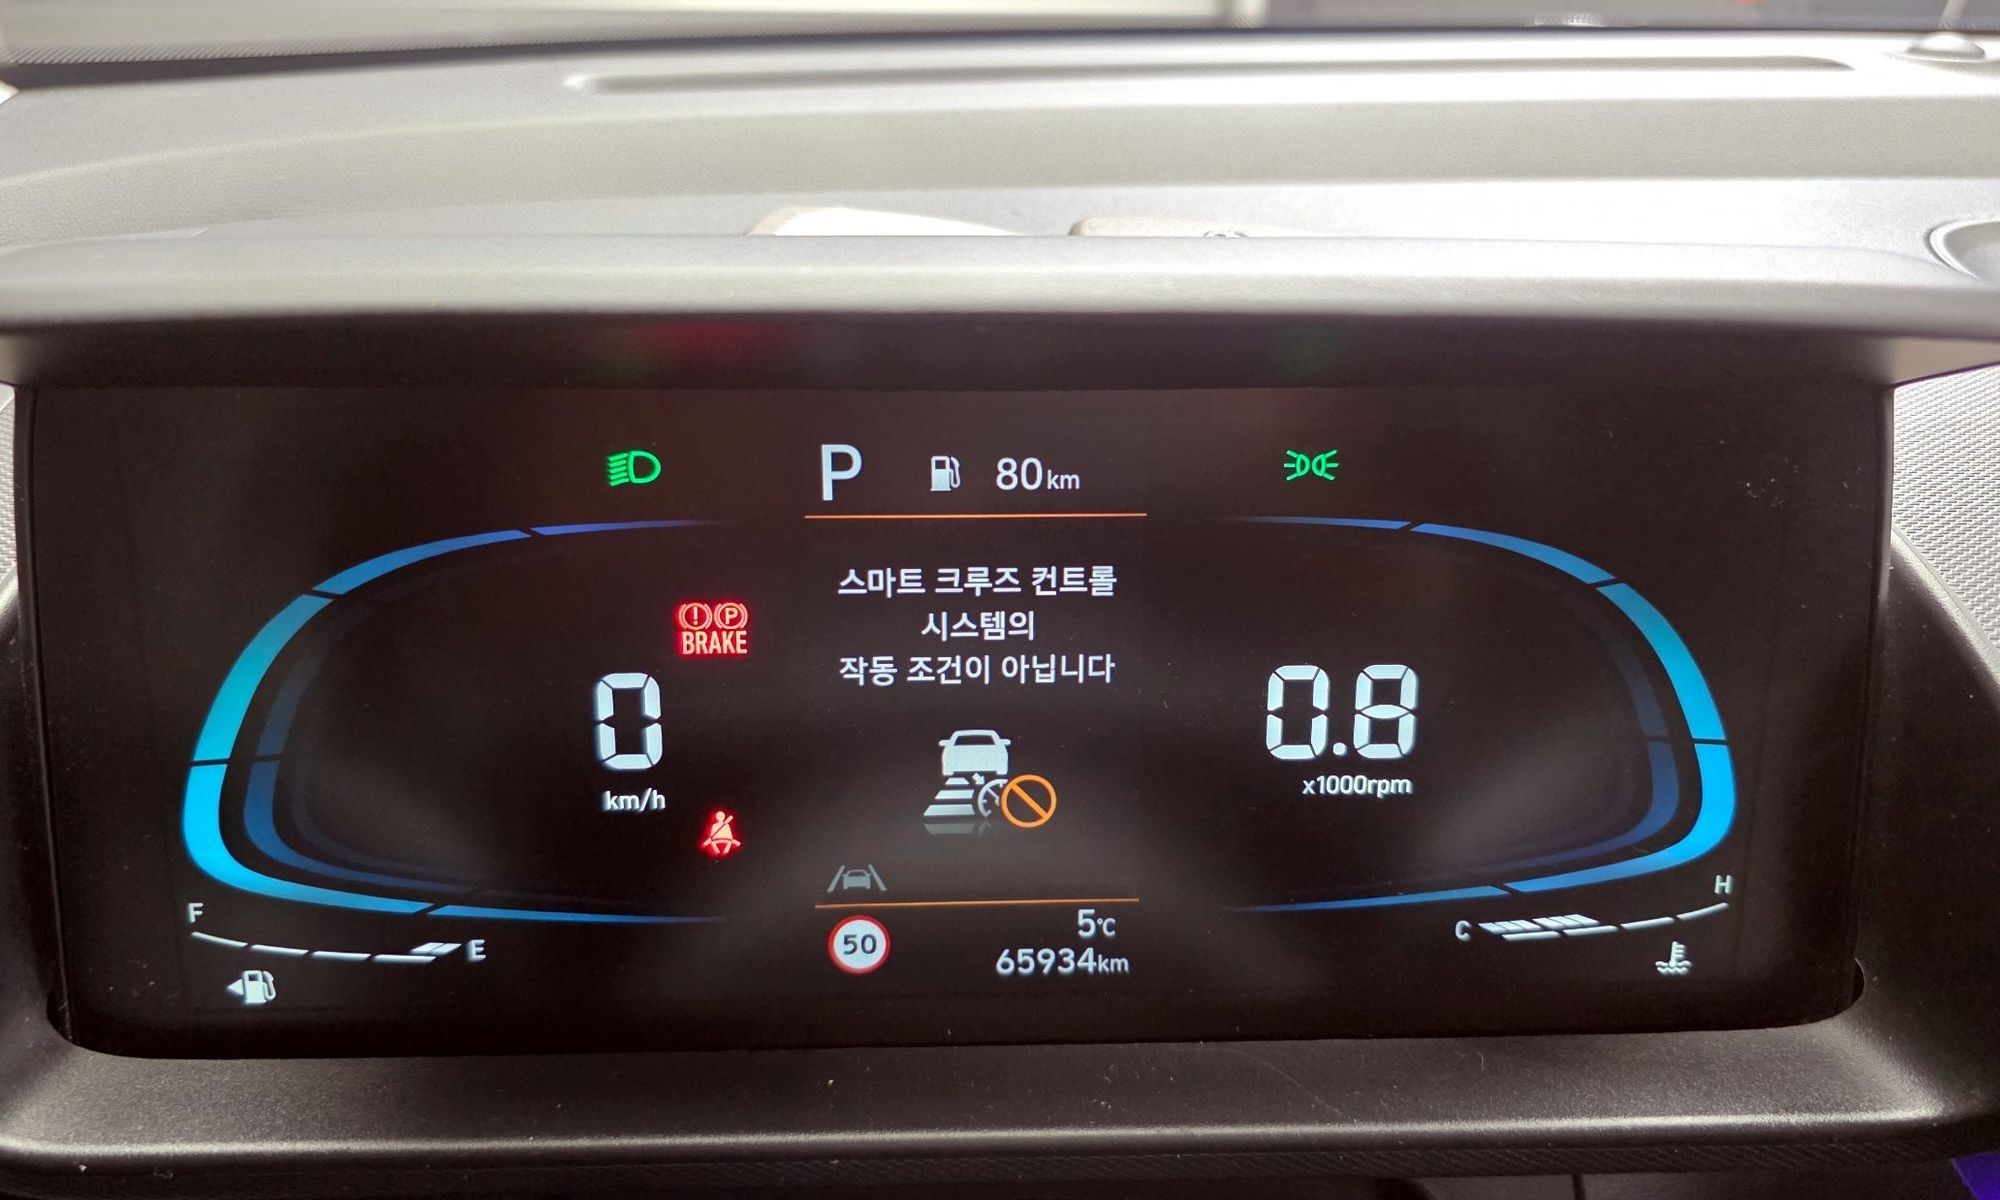 P 80km
스마트 크루즈 컨트롤
시스템의
작동 조건이 아닙니다
(!) (P)
BRAKE
0
km/h
0.8
x1000rpm
F
E
C
H
50
5℃
65934km